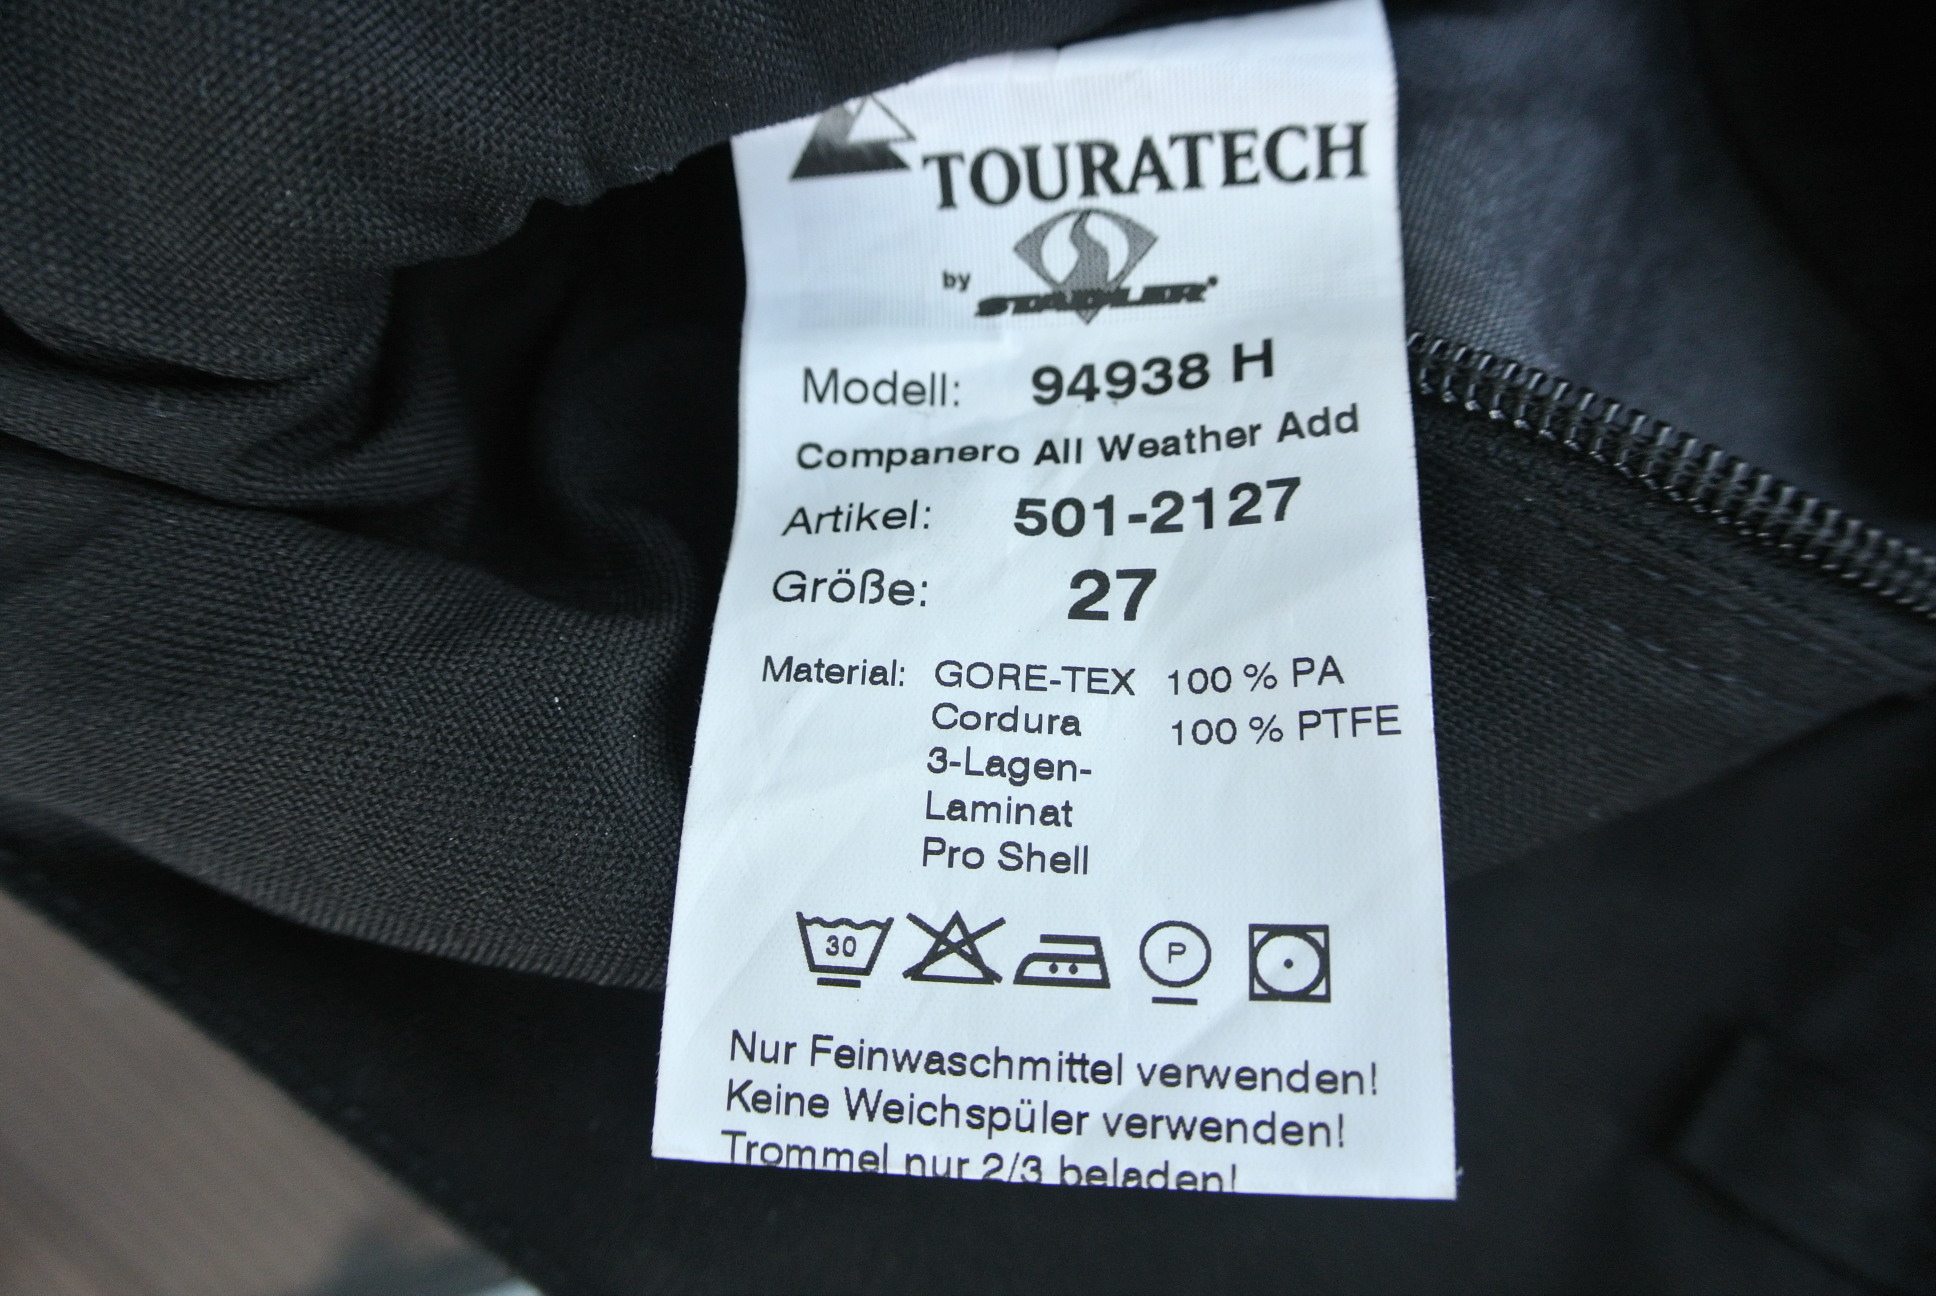 TOURATECH
by STADLER
Modell: 94938 H
Companero All Weather Add
Artikel: 501-2127
Größe: 27
Material: GORE-TEX 100 % PA
Cordura 100 % PTFE
3-Lagen-
Laminat
Pro Shell
30 P
Nur Feinwaschmittel verwenden!
Keine Weichspüler verwenden!
Trommel nur 2/3 beladen!